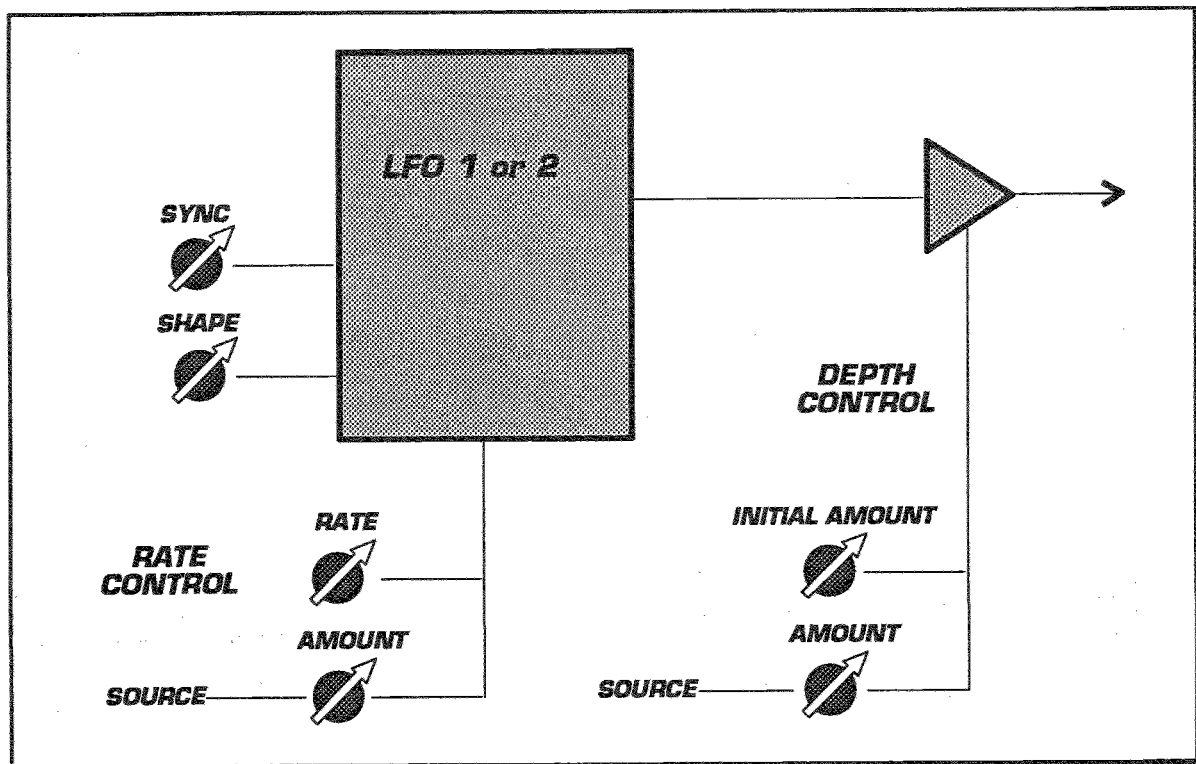 LFO 1 or 2
SYNC
SHAPE
DEPTH
CONTROL
RATE
RATE
CONTROL
AMOUNT
SOURCE
INITIAL AMOUNT
AMOUNT
SOURCE